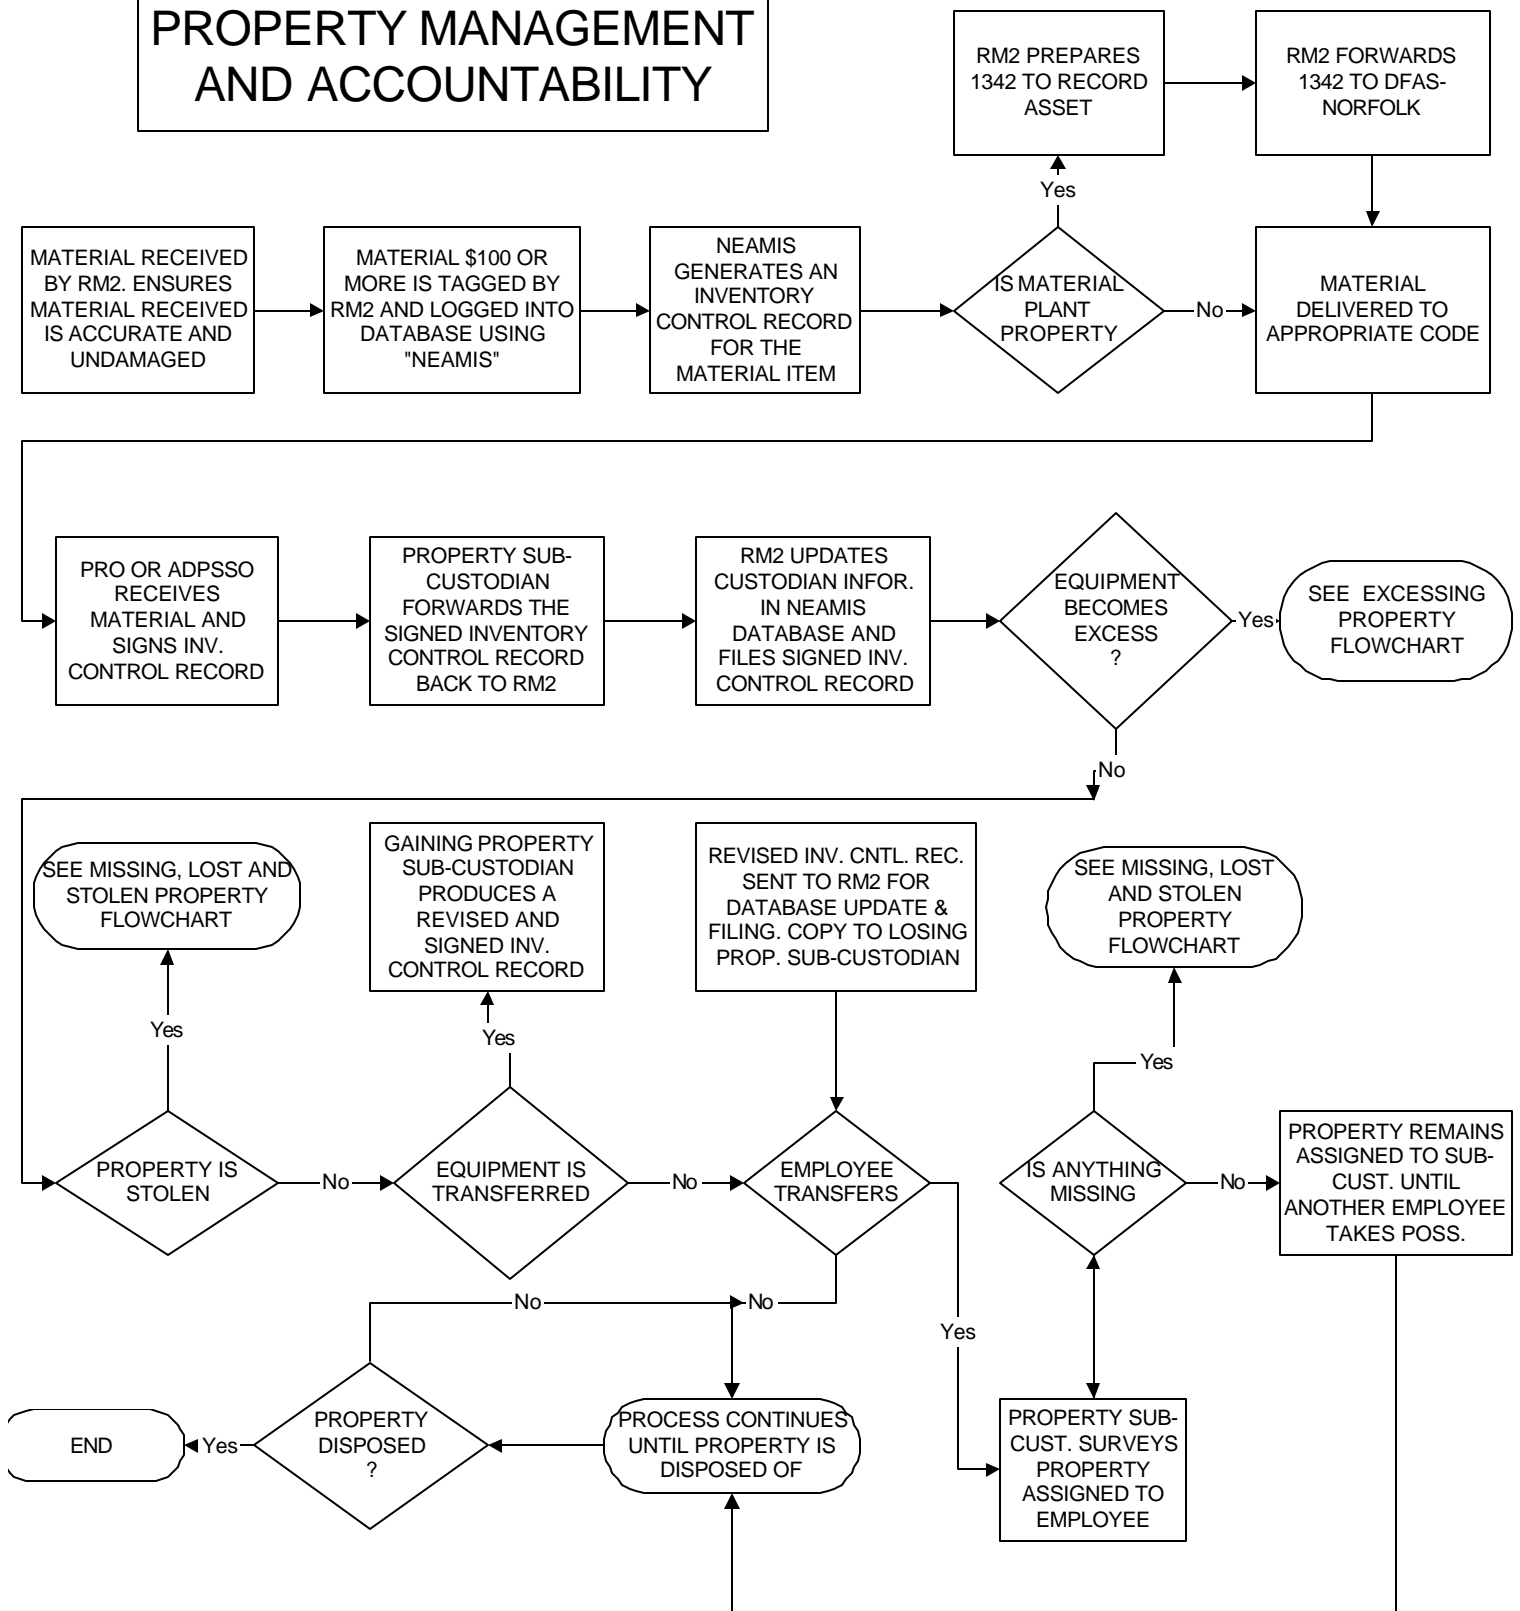 PROPERTY MANAGEMENT
AND ACCOUNTABILITY
RM2 PREPARES
1342 TO RECORD
ASSET
RM2 FORWARDS
1342 TO DFAS-
NORFOLK
Yes
MATERIAL RECEIVED
BY RM2. ENSURES
MATERIAL RECEIVED
IS ACCURATE AND
UNDAMAGED
MATERIAL $100 OR
MORE IS TAGGED BY
RM2 AND LOGGED INTO
DATABASE USING
"NEAMIS"
NEAMIS
GENERATES AN
INVENTORY
CONTROL RECORD
FOR THE
MATERIAL ITEM
IS MATERIAL
PLANT
PROPERTY
No
MATERIAL
DELIVERED TO
APPROPRIATE CODE
PRO OR ADPSSO
RECEIVES
MATERIAL AND
SIGNS INV.
CONTROL RECORD
PROPERTY SUB-
CUSTODIAN
FORWARDS THE
SIGNED INVENTORY
CONTROL RECORD
BACK TO RM2
RM2 UPDATES
CUSTODIAN INFOR.
IN NEAMIS
DATABASE AND
FILES SIGNED INV.
CONTROL RECORD
EQUIPMENT
BECOMES
EXCESS
?
Yes
SEE EXCESSING
PROPERTY
FLOWCHART
No
SEE MISSING, LOST AND
STOLEN PROPERTY
FLOWCHART
GAINING PROPERTY
SUB-CUSTODIAN
PRODUCES A
REVISED AND
SIGNED INV.
CONTROL RECORD
REVISED INV. CNTL. REC.
SENT TO RM2 FOR
DATABASE UPDATE &
FILING. COPY TO LOSING
PROP. SUB-CUSTODIAN
SEE MISSING, LOST
AND STOLEN
PROPERTY
FLOWCHART
Yes
Yes
Yes
PROPERTY IS
STOLEN
No
EQUIPMENT IS
TRANSFERRED
No
EMPLOYEE
TRANSFERS
IS ANYTHING
MISSING
No
PROPERTY REMAINS
ASSIGNED TO SUB-
CUST. UNTIL
ANOTHER EMPLOYEE
TAKES POSS.
No
No
Yes
END
Yes
PROPERTY
DISPOSED
?
PROCESS CONTINUES
UNTIL PROPERTY IS
DISPOSED OF
PROPERTY SUB-
CUST. SURVEYS
PROPERTY
ASSIGNED TO
EMPLOYEE